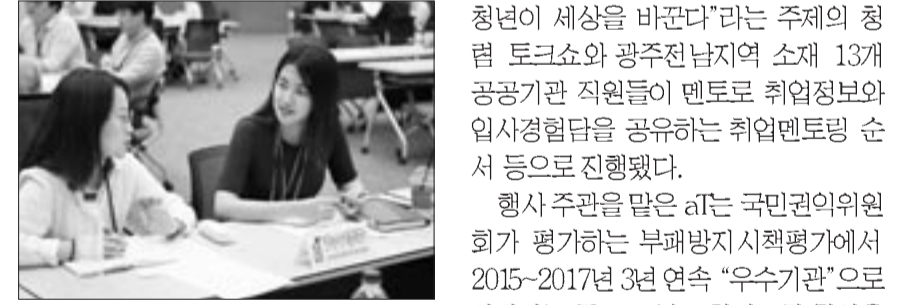 청년이 세상을 바꾼다”라는 주제의 청
렴 토크쇼와 광주전남지역 소재 13개
공공기관 직원들이 멘토로 취업정보와
입사경험담을 공유하는 취업멘토링 순
서 등으로 진행됐다.
행사 주관을 맡은 aT는 국민권익위원
회가 평가하는 부패방지시책평가에서
2015~2017년 3년 연속 “우수기관”으로